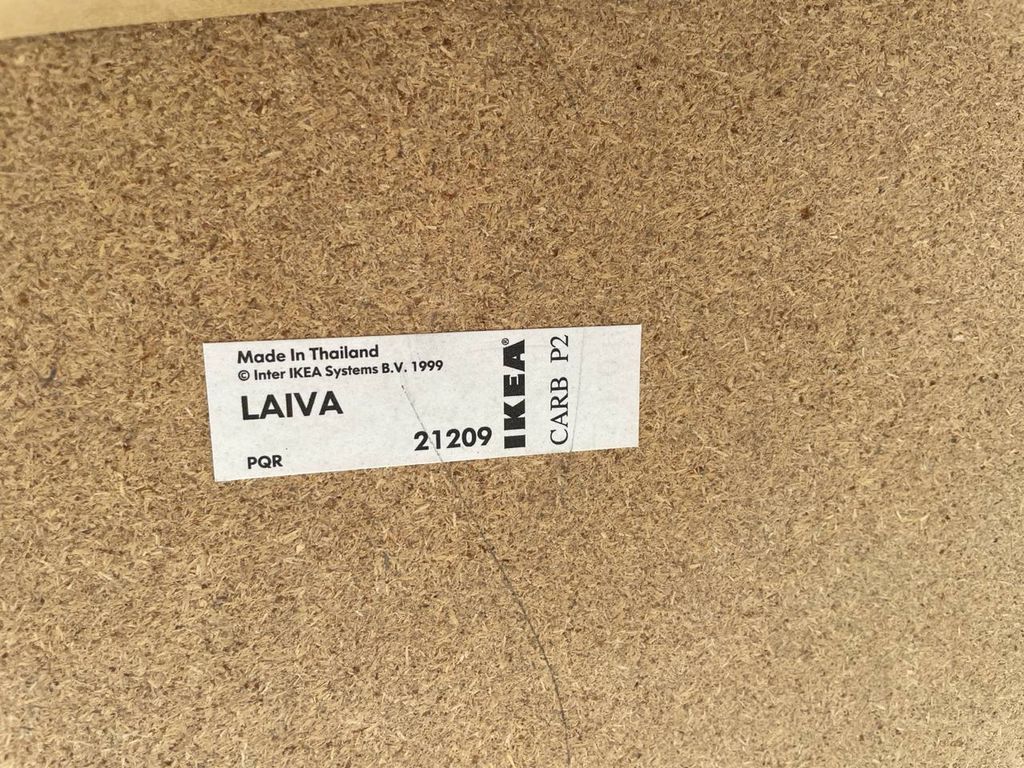 Made In Thailand
© Inter IKEA Systems B.V. 1999
LAIVA
21209
PQR
IKEA®
CARB P2